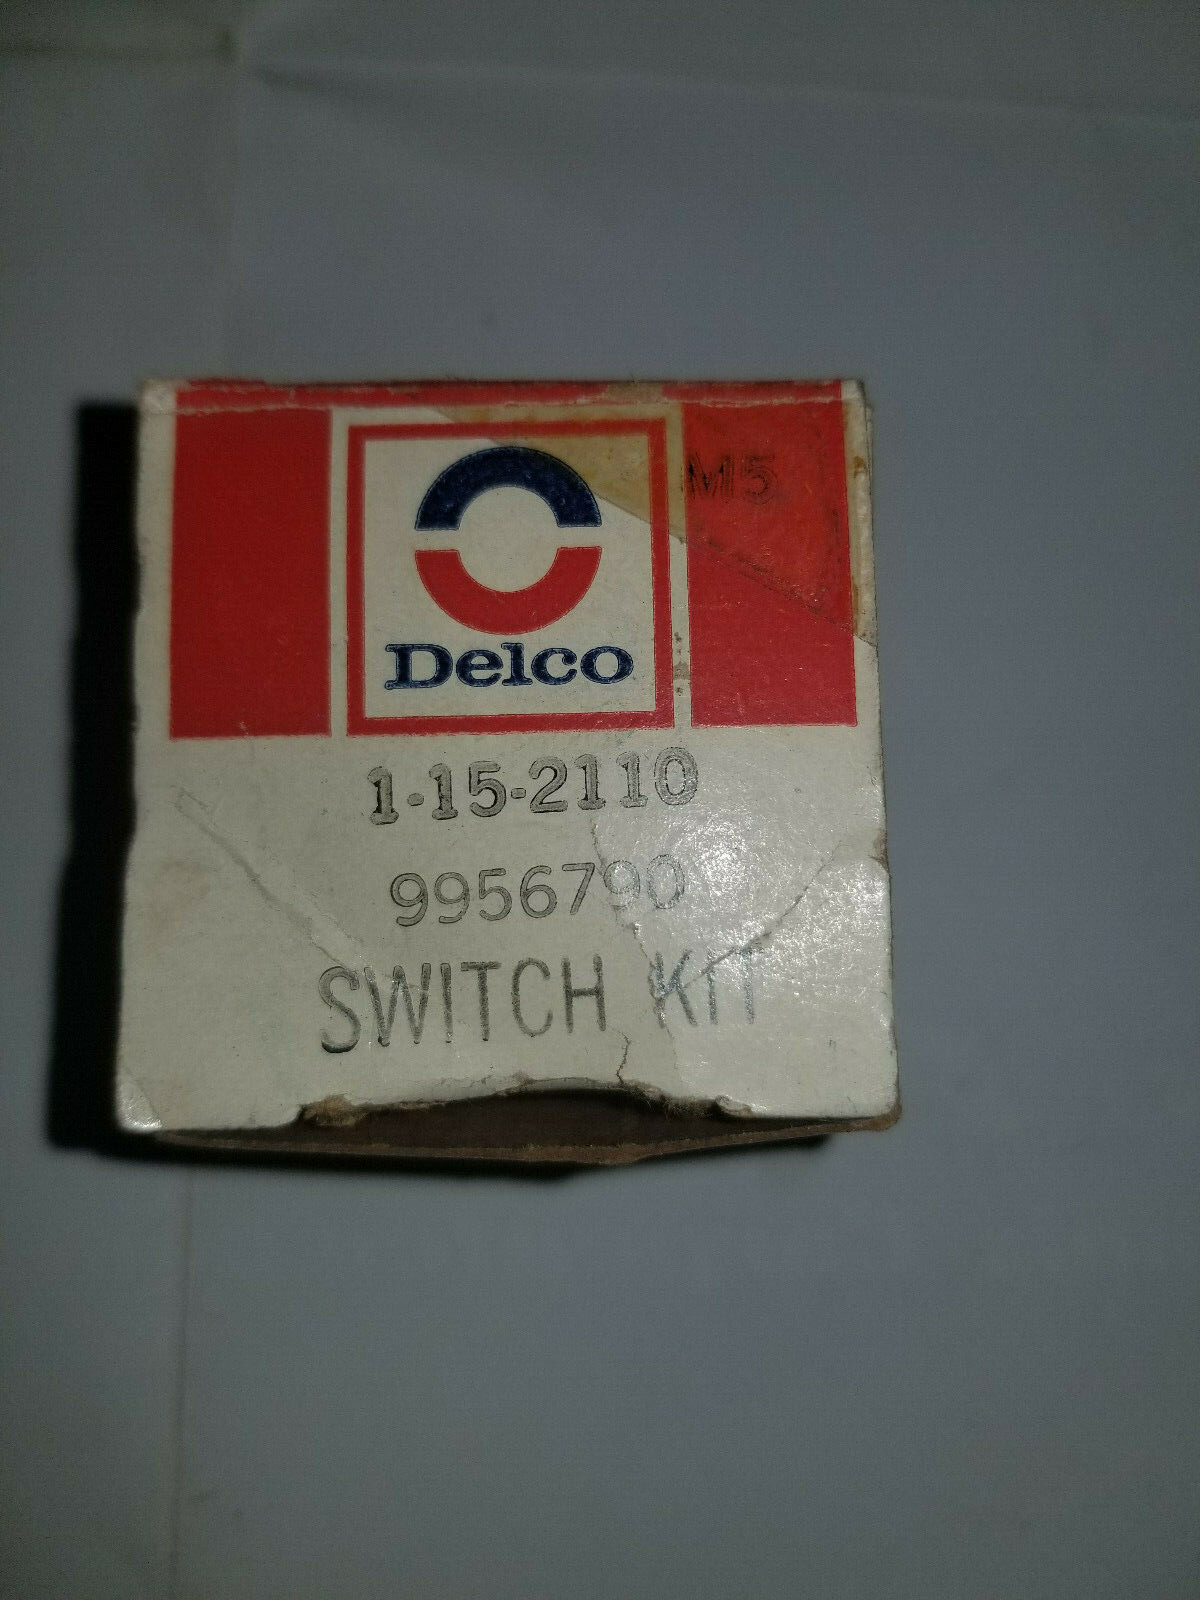 M5
Delco
1-15-2110
9956790
SWITCH KIT